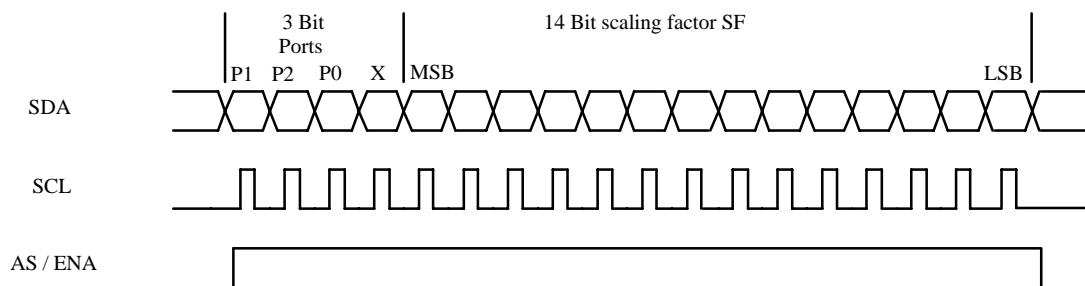 3 Bit
Ports
14 Bit scaling factor SF
P1 P2 P0 X MSB LSB
SDA
SCL
AS / ENA